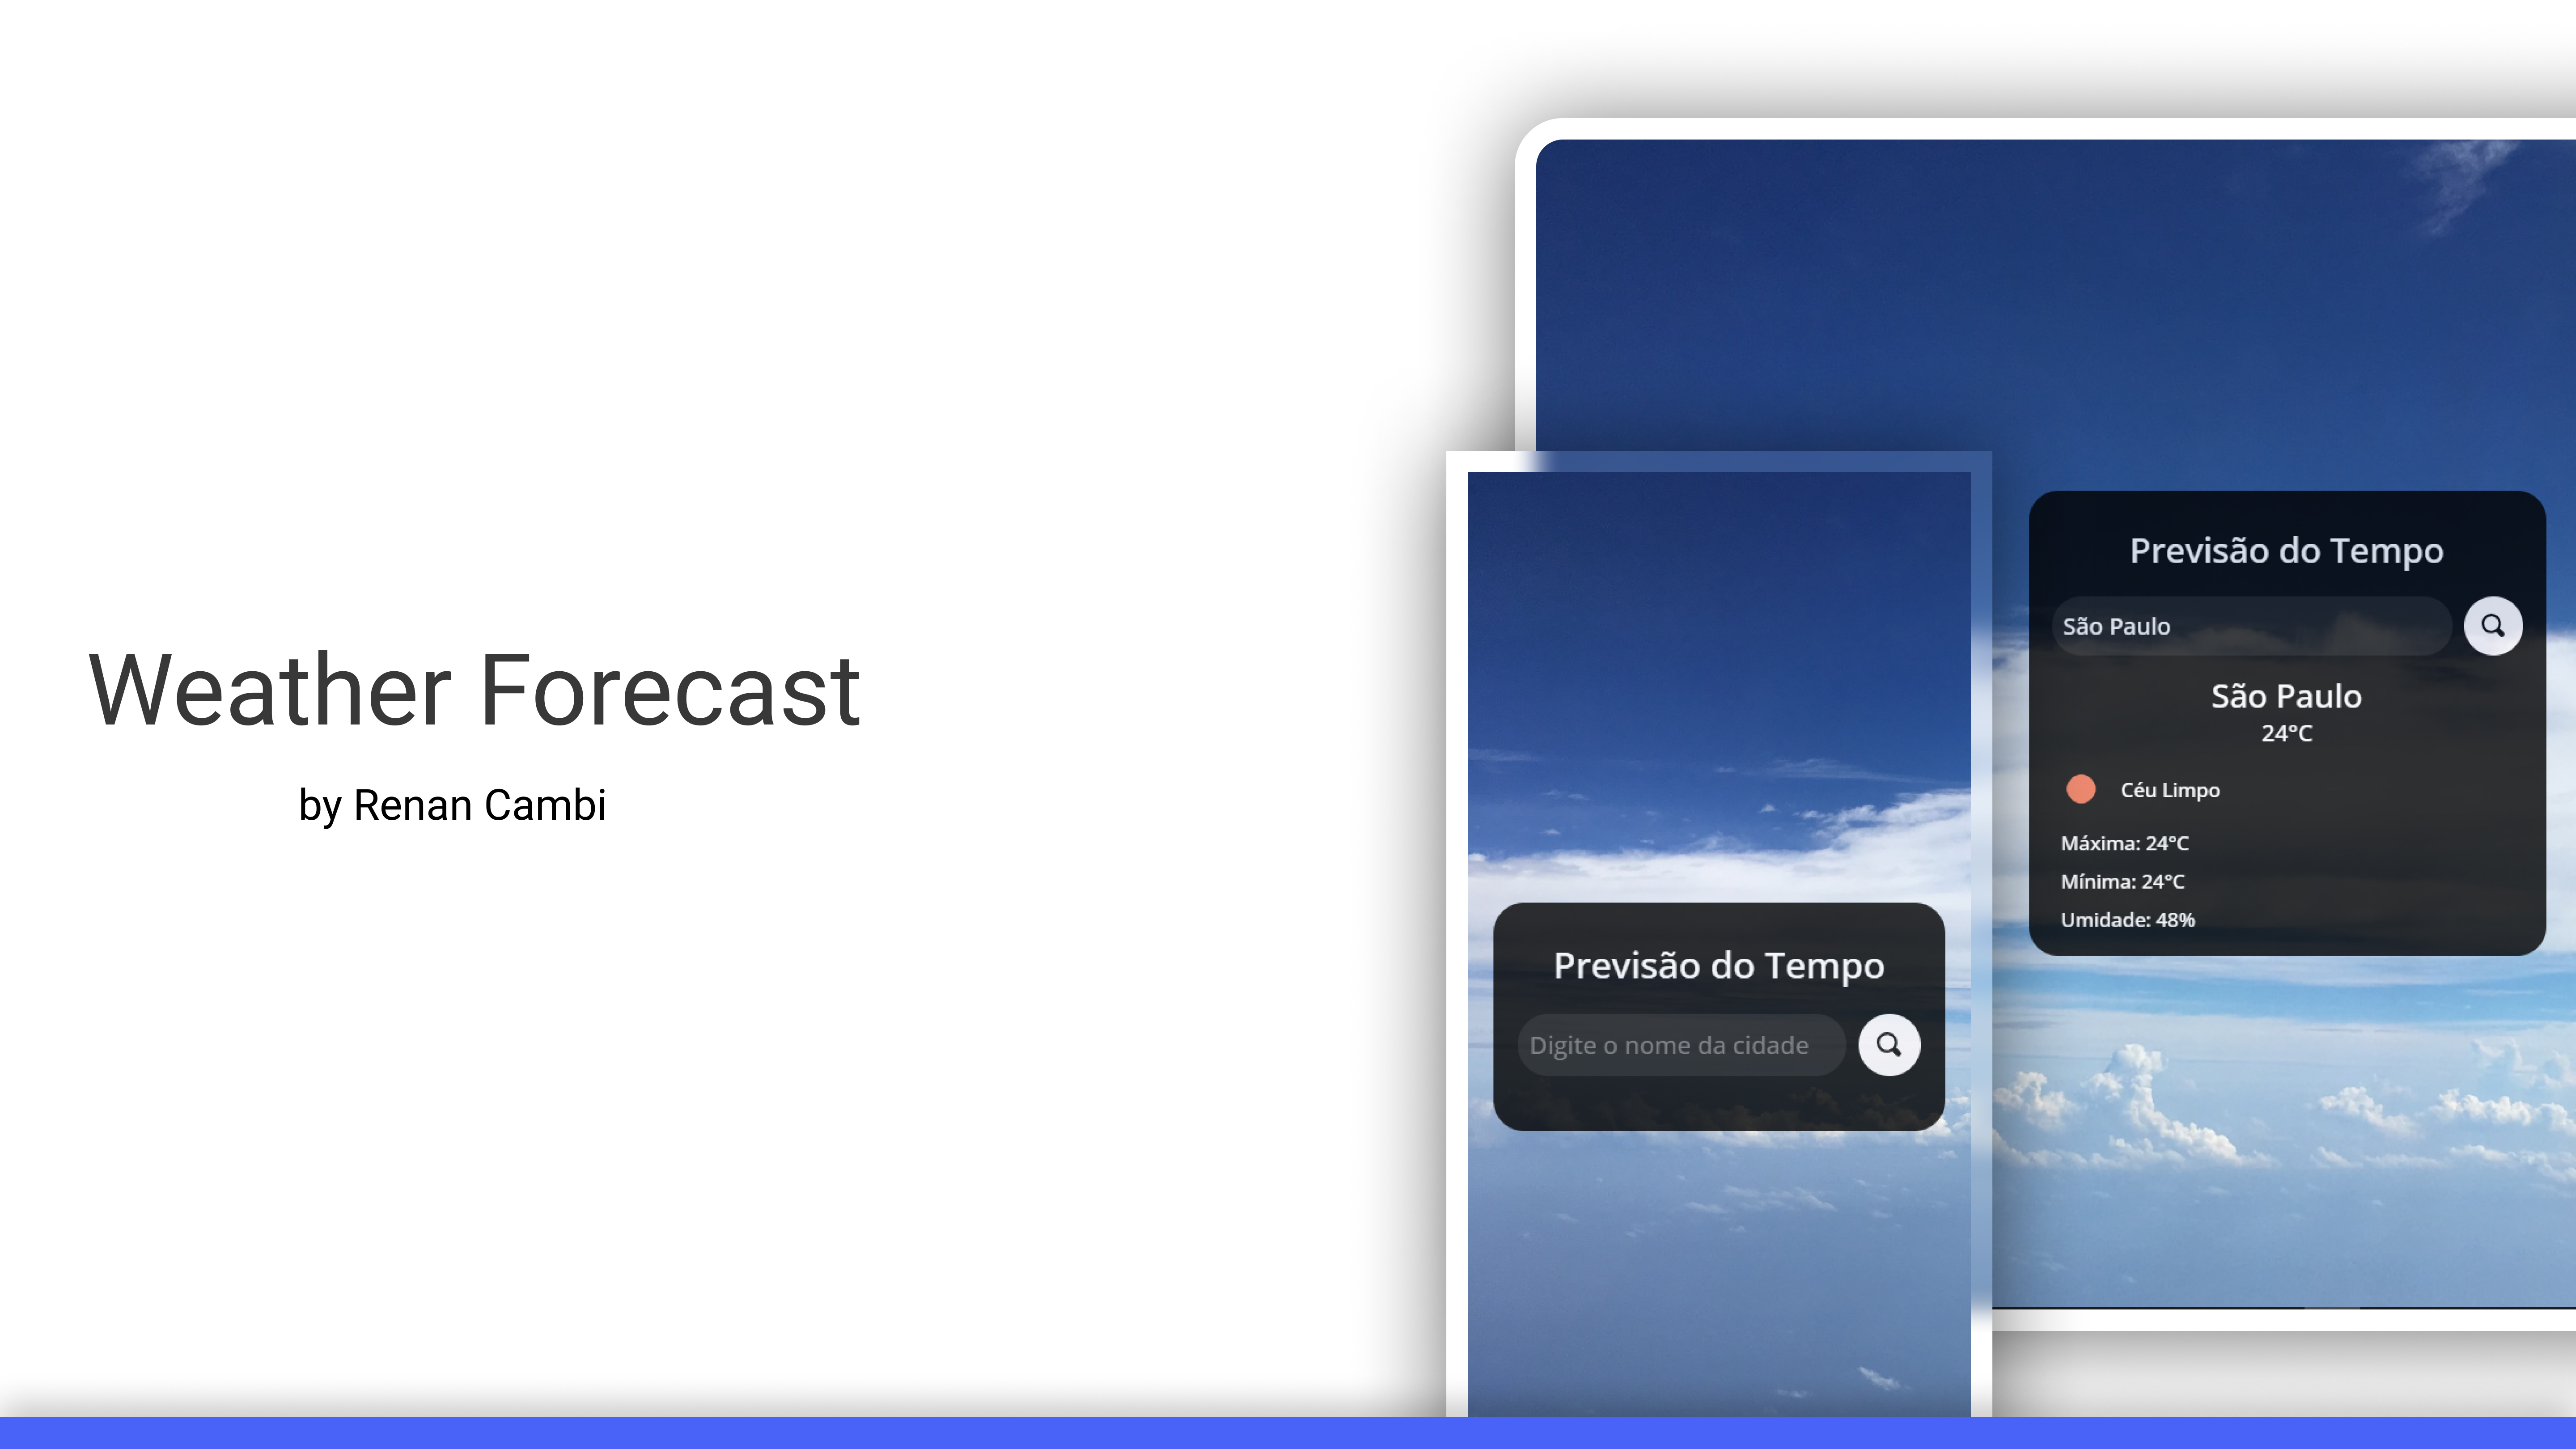 Weather Forecast
by Renan Cambi
Previsão do Tempo
São Paulo
São Paulo
24°C
Céu Limpo
Máxima: 24°C
Mínima: 24°C
Umidade: 48%
Previsão do Tempo
Digite o nome da cidade